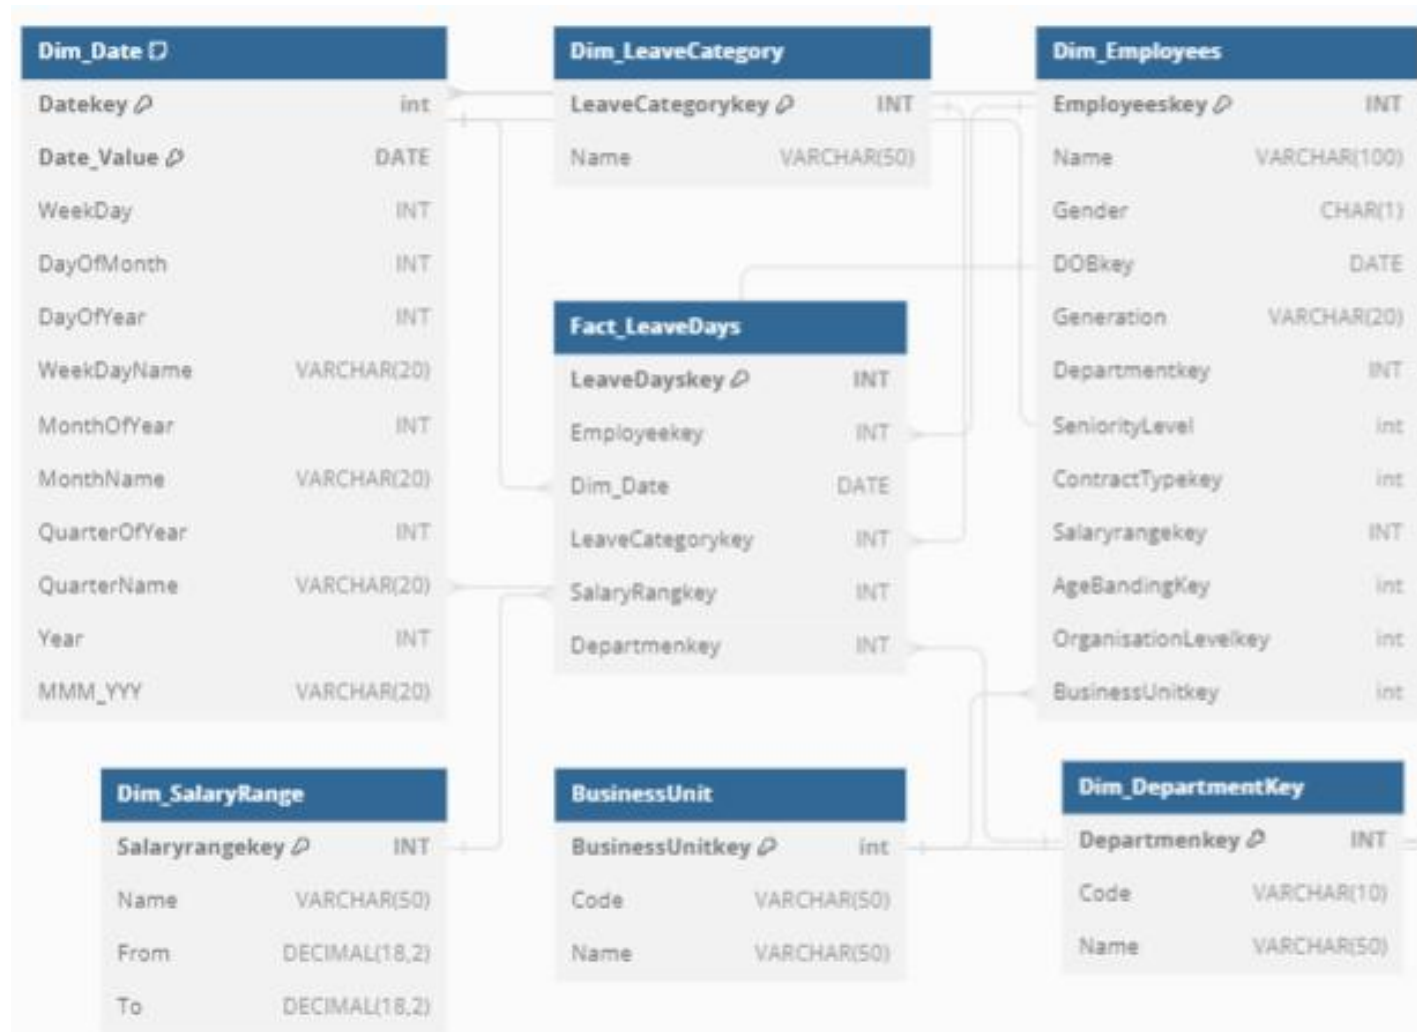 Dim_Date
Datekey int
Date_Value DATE
WeekDay INT
DayOfMonth INT
DayOfYear INT
WeekDayName VARCHAR(20)
MonthOfYear INT
MonthName VARCHAR(20)
QuarterOfYear INT
QuarterName VARCHAR(20)
Year INT
MMM_YYY VARCHAR(20)
Dim_LeaveCategory
LeaveCategorykey INT
Name VARCHAR(50)
Dim_Employees
Employeeskey INT
Name VARCHAR(100)
Gender CHAR(1)
DOBkey DATE
Generation VARCHAR(20)
Departmentkey INT
SeniorityLevel int
ContractTypekey int
Salaryrangekey INT
AgeBandingKey int
OrganisationLevelkey int
BusinessUnitkey int
Fact_LeaveDays
LeaveDayskey INT
Employeekey INT
Dim_Date DATE
LeaveCategorykey INT
SalaryRangkey INT
Departmenkey INT
Dim_SalaryRange
Salaryrangekey INT
Name VARCHAR(50)
From DECIMAL(18,2)
To DECIMAL(18,2)
BusinessUnit
BusinessUnitkey int
Code VARCHAR(50)
Name VARCHAR(50)
Dim_DepartmentKey
Departmenkey INT
Code VARCHAR(10)
Name VARCHAR(50)